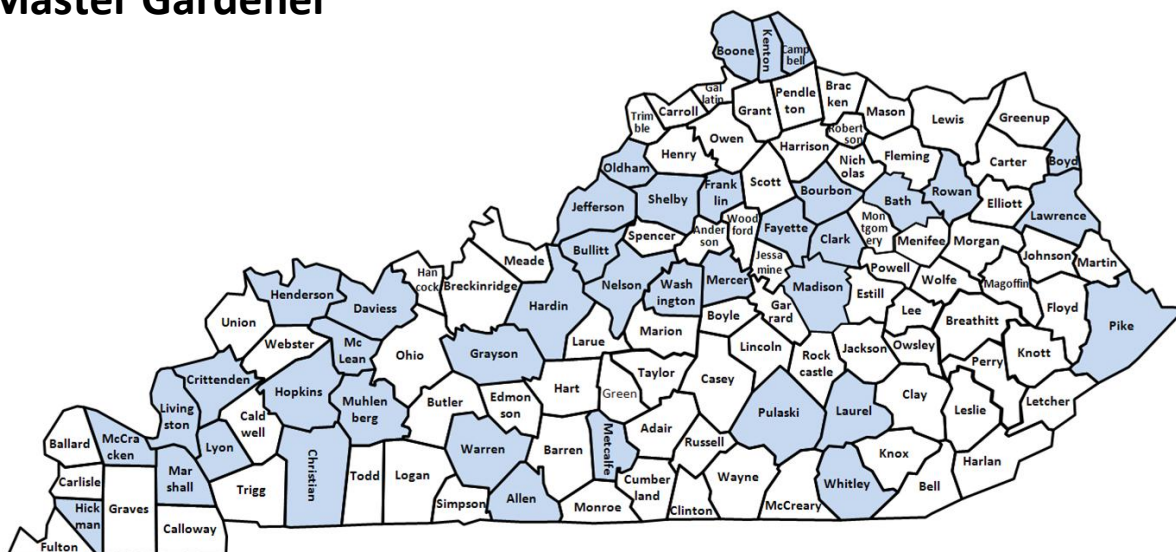 Master Gardener
Boone
Kenton
Camp
bell
Gal
latin
Pendle
ton
Brac
ken
Mason
Lewis
Greenup
Trim
ble
Carroll
Grant
Owen
Robert
son
Harrison
Fleming
Carter
Boyd
Henry
Oldham
Nich
olas
Scott
Frank
lin
Shelby
Jefferson
Bourbon
Bath
Rowan
Elliott
Lawrence
Spencer
Ander
son
Wood
ford
Fayette
Clark
Mon
tgom
ery
Menifee
Morgan
Johnson
Martin
Bullitt
Meade
Jessa
mine
Powell
Wolfe
Magoffin
Han
cock
Breckinridge
Nelson
Wash
ington
Mercer
Madison
Estill
Lee
Floyd
Pike
Henderson
Daviess
Hardin
Gar
rard
Breathitt
Union
Boyle
Marion
Webster
Mc
Lean
Ohio
Grayson
Larue
Lincoln
Rock
castle
Jackson
Owsley
Perry
Knott
Crittenden
Hopkins
Hart
Green
Taylor
Casey
Clay
Leslie
Letcher
Living
ston
Cald
well
Muhlen
berg
Butler
Edmon
son
Pulaski
Laurel
Ballard
McCra
cken
Lyon
Warren
Barren
Metcalfe
Adair
Russell
Knox
Harlan
Carlisle
Mar
shall
Trigg
Christian
Todd
Logan
Simpson
Allen
Monroe
Cumber
land
Clinton
Wayne
McCreary
Whitley
Bell
Hick
man
Graves
Calloway
Fulton